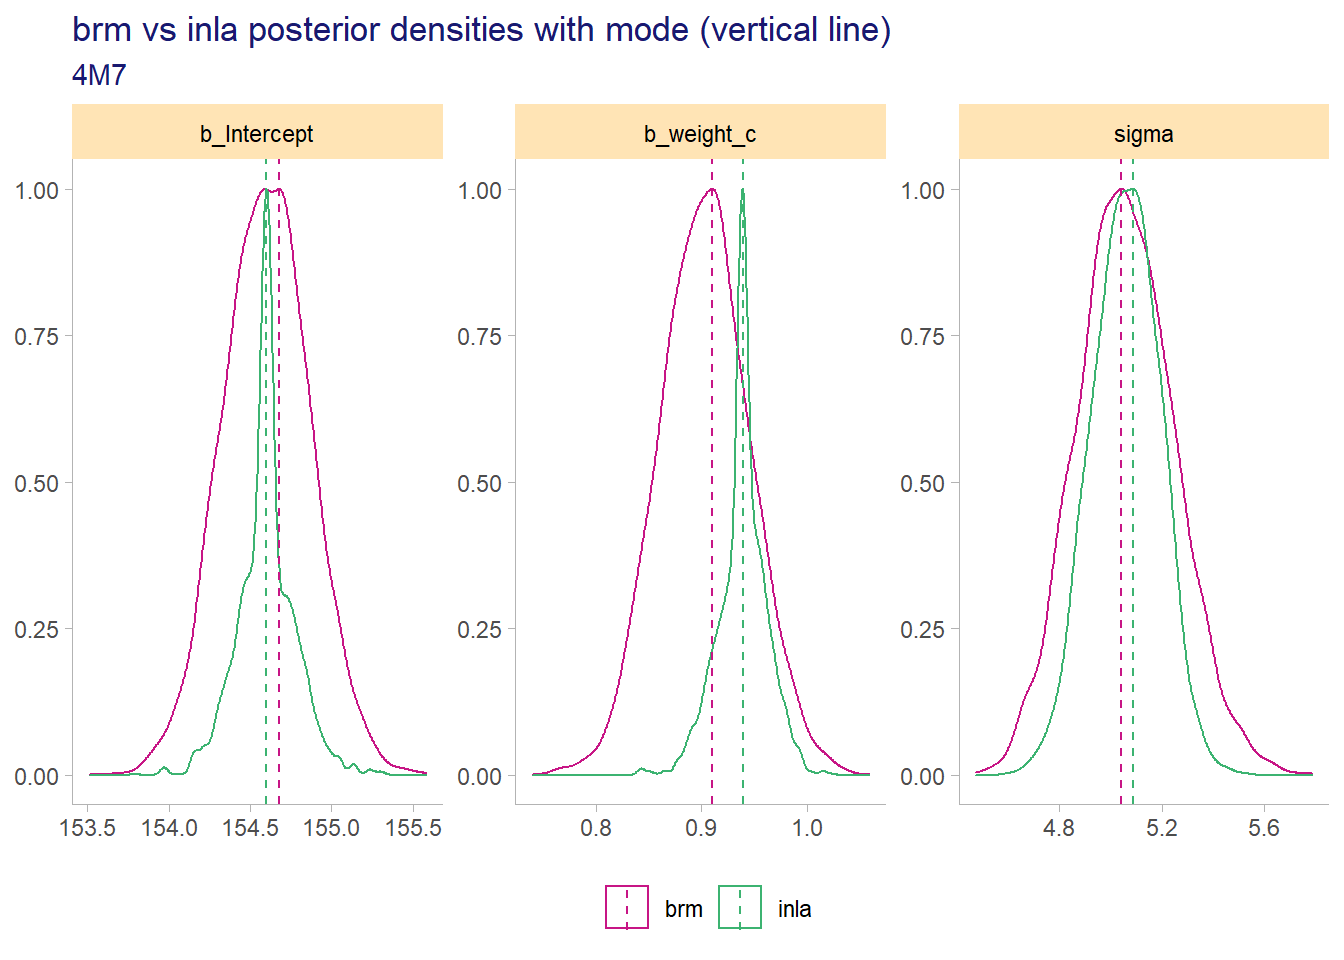 brm vs inla posterior densities with mode (vertical line)
4M7
b_Intercept
b_weight_c
sigma
1.00
0.75
0.50
0.25
0.00
153.5 154.0 154.5 155.0 155.5
1.00
0.75
0.50
0.25
0.00
0.8 0.9 1.0
1.00
0.75
0.50
0.25
0.00
4.8 5.2 5.6
brm inla